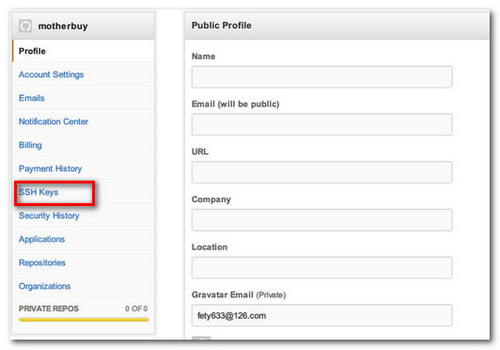 motherbuy
Profile
Account Settings
Emails
Notification Center
Billing
Payment History
SSH Keys
Security History
Applications
Repositories
Organizations
PRIVATE REPOS 0 OF 0
Public Profile
Name
Email (will be public)
URL
Company
Location
Gravatar Email (Private)
fety633@126.com